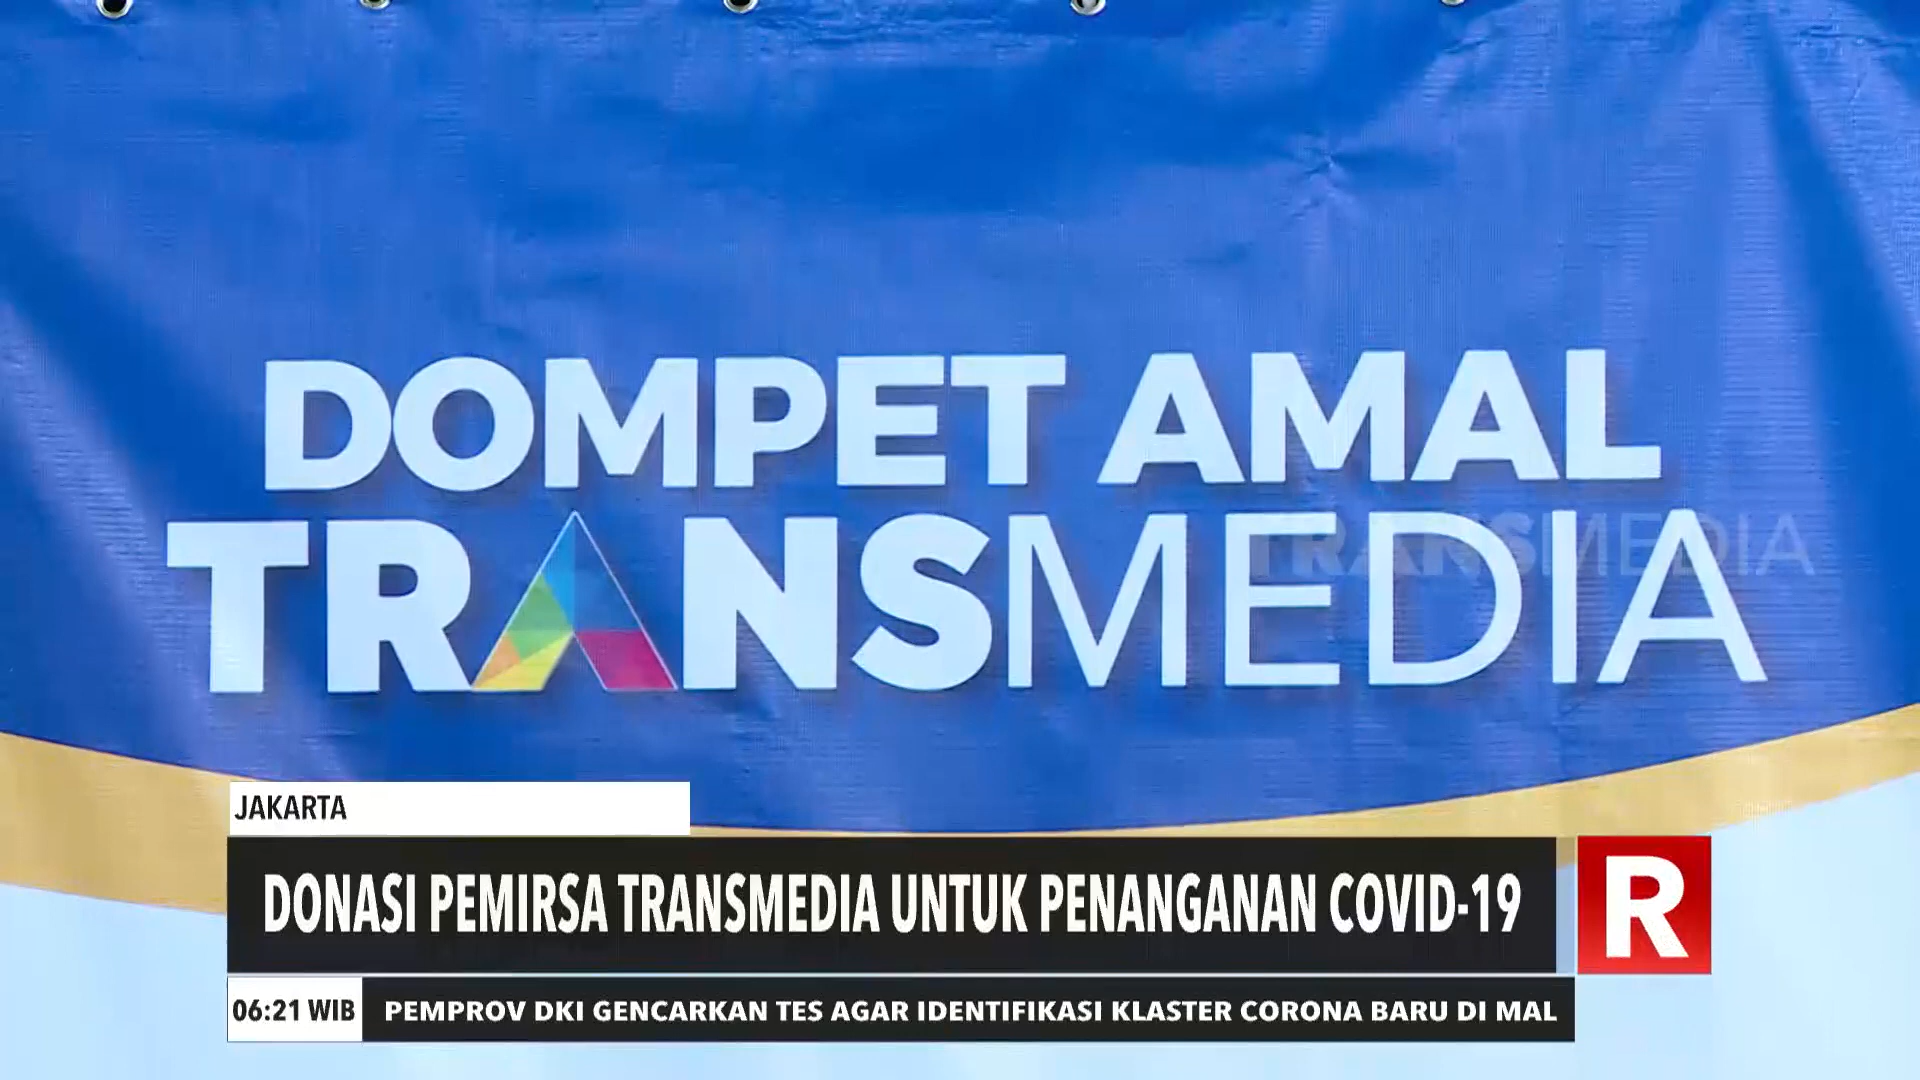 DOMPET AMAL
TRANSMEDIA
TRANSMEDIA
JAKARTA
DONASI PEMIRSA TRANSMEDIA UNTUK PENANGANAN COVID-19
R
06:21 WIB
PEMPROV DKI GENCARKAN TES AGAR IDENTIFIKASI KLASTER CORONA BARU DI MAL